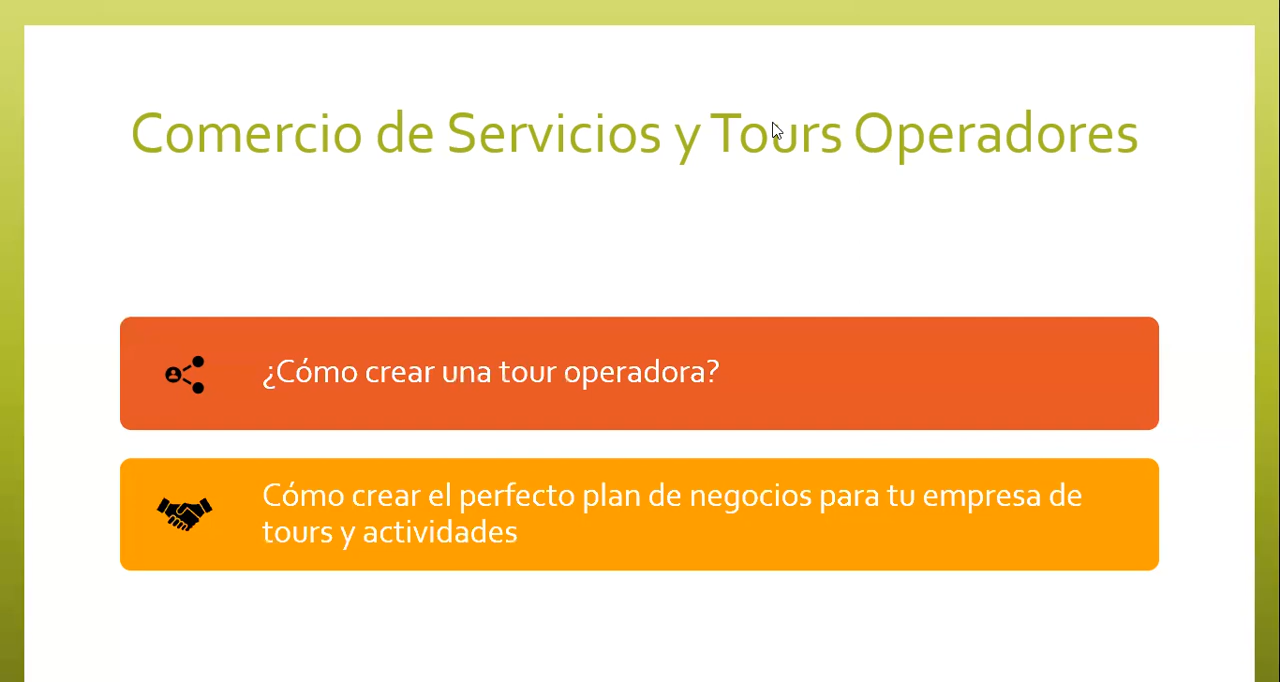 Comercio de Servicios y Tours Operadores
¿Cómo crear una tour operadora?
Cómo crear el perfecto plan de negocios para tu empresa de
tours y actividades